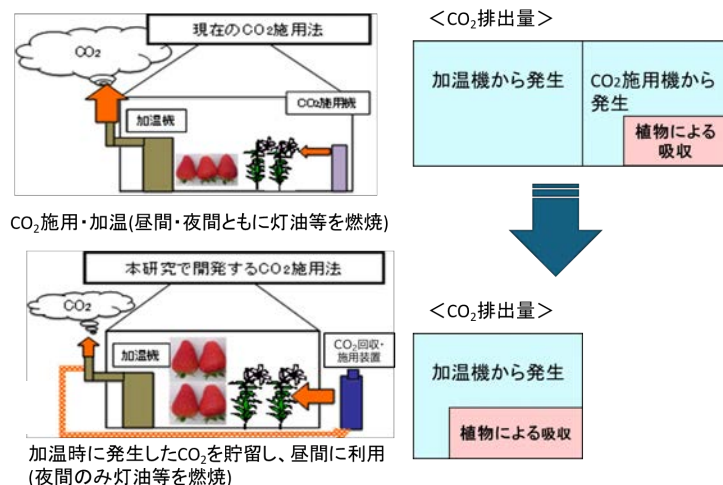 現在のCO₂施用法
CO₂
加温機
CO₂施用機
CO₂施用・加温(昼間・夜間ともに灯油等を燃焼)
＜CO₂排出量＞
加温機から発生
CO₂施用機から
発生
植物による
吸収
本研究で開発するCO₂施用法
CO₂
加温機
CO₂回収・
施用装置
加温時に発生したCO₂を貯留し、昼間に利用
(夜間のみ灯油等を燃焼)
＜CO₂排出量＞
加温機から発生
植物による吸収